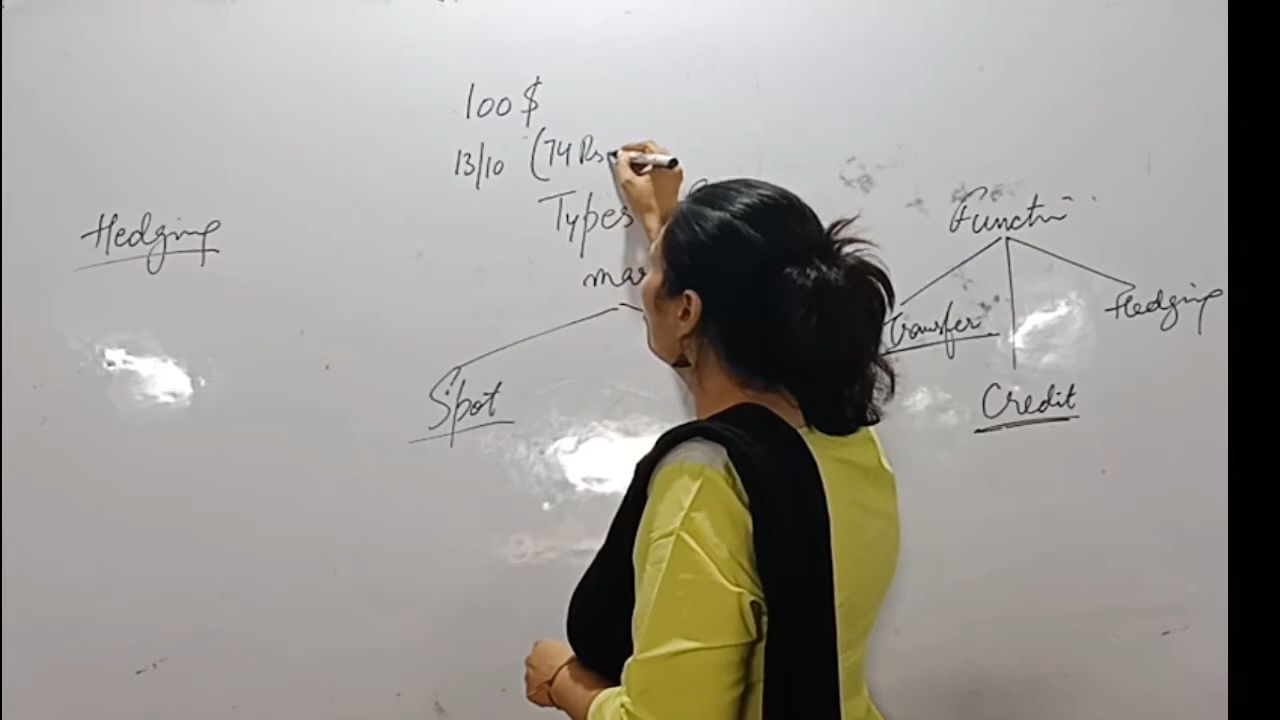 100 $
13/10 (74 Rs
Types
Hedging
Spot
Functi
Transfer
Credit
Hedging